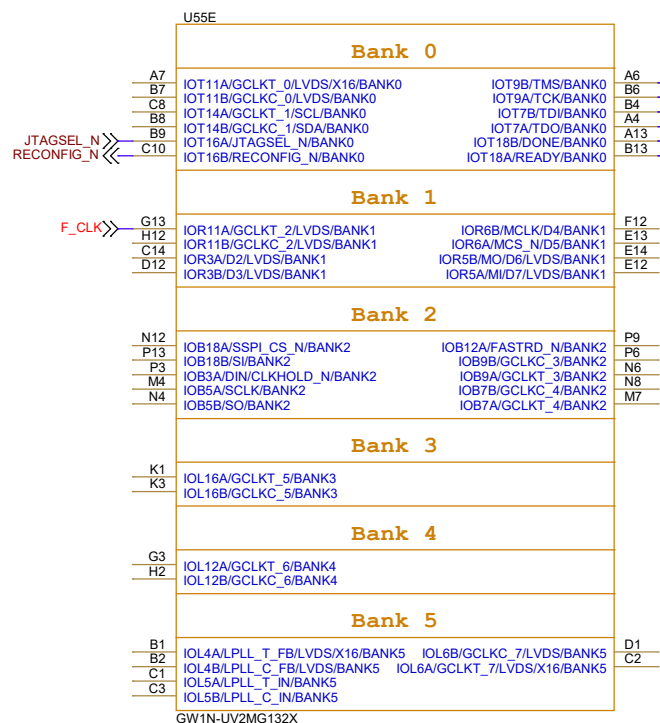 U55E
Bank 0
A7 IOT11A/GCLKT_0/LVDS/X16/BANK0 IOT9B/TMS/BANK0 A6
B7 IOT11B/GCLKC_0/LVDS/BANK0 IOT9A/TCK/BANK0 B6
C8 IOT14A/GCLKT_1/SCL/BANK0 IOT7B/TDI/BANK0 B4
B8 IOT14B/GCLKC_1/SDA/BANK0 IOT7A/TDO/BANK0 A4
JTAGSEL_N B9 IOT16A/JTAGSEL_N/BANK0 IOT18B/DONE/BANK0 A13
RECONFIG_N C10 IOT16B/RECONFIG_N/BANK0 IOT18A/READY/BANK0 B13
Bank 1
F_CLK G13 IOR11A/GCLKT_2/LVDS/BANK1 IOR6B/MCLK/D4/BANK1 F12
H12 IOR11B/GCLKC_2/LVDS/BANK1 IOR6A/MCS_N/D5/BANK1 E13
C14 IOR3A/D2/LVDS/BANK1 IOR5B/MO/D6/LVDS/BANK1 E14
D12 IOR3B/D3/LVDS/BANK1 IOR5A/MI/D7/LVDS/BANK1 E12
Bank 2
N12 IOB18A/SSPI_CS_N/BANK2 IOB12A/FASTRD_N/BANK2 P9
P13 IOB18B/SI/BANK2 IOB9B/GCLKC_3/BANK2 P6
P3 IOB3A/DIN/CLKHOLD_N/BANK2 IOB9A/GCLKT_3/BANK2 N6
M4 IOB5A/SCLK/BANK2 IOB7B/GCLKC_4/BANK2 N8
N4 IOB5B/SO/BANK2 IOB7A/GCLKT_4/BANK2 M7
Bank 3
K1 IOL16A/GCLKT_5/BANK3
K3 IOL16B/GCLKC_5/BANK3
Bank 4
G3 IOL12A/GCLKT_6/BANK4
H2 IOL12B/GCLKC_6/BANK4
Bank 5
B1 IOL4A/LPLL_T_FB/LVDS/X16/BANK5 IOL6B/GCLKC_7/LVDS/BANK5 D1
B2 IOL4B/LPLL_C_FB/LVDS/BANK5 IOL6A/GCLKT_7/LVDS/X16/BANK5 C2
C1 IOL5A/LPLL_T_IN/BANK5
C3 IOL5B/LPLL_C_IN/BANK5
GW1N-UV2MG132X